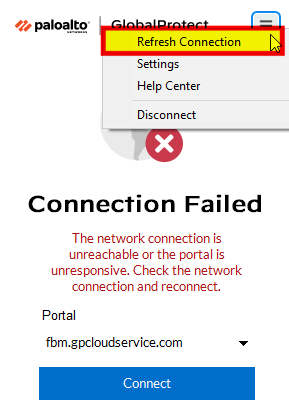 paloalto GlobalProtect
NETWORKS
Refresh Connection
Settings
Help Center
Disconnect
Connection Failed
The network connection is
unreachable or the portal is
unresponsive. Check the network
connection and reconnect.
Portal
fbm.gpcloudservice.com
Connect